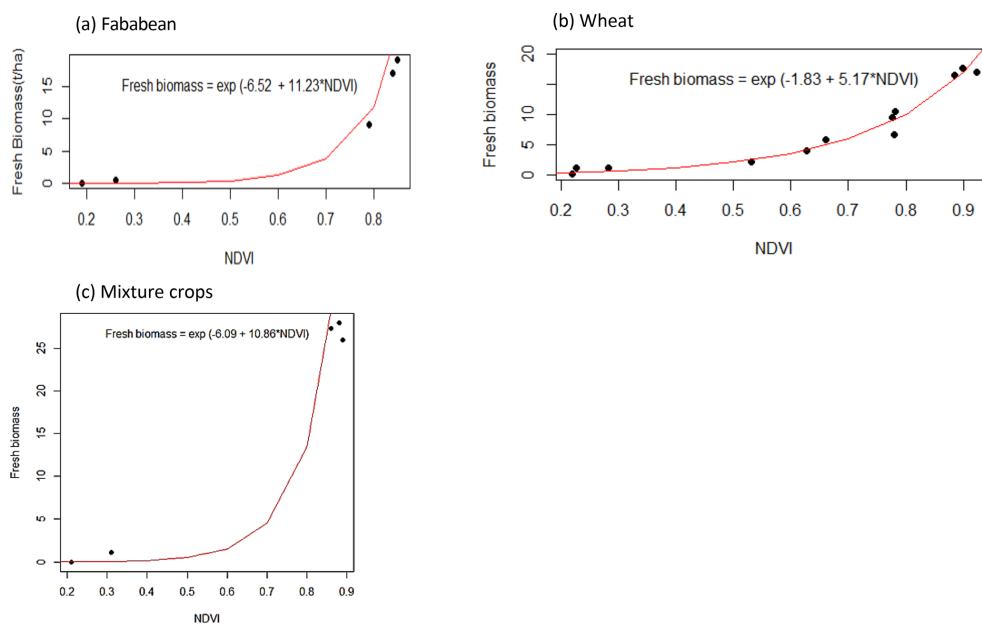 (a) Fababean
Fresh Biomass(t/ha)
Fresh biomass = exp (-6.52 + 11.23*NDVI)
15
10
5
0
0.2 0.3 0.4 0.5 0.6 0.7 0.8
NDVI
(b) Wheat
Fresh biomass
Fresh biomass = exp (-1.83 + 5.17*NDVI)
20
10
5
0
0.2 0.3 0.4 0.5 0.6 0.7 0.8 0.9
NDVI
(c) Mixture crops
Fresh biomass
Fresh biomass = exp (-6.09 + 10.86*NDVI)
25
20
15
10
5
0
0.2 0.3 0.4 0.5 0.6 0.7 0.8 0.9
NDVI